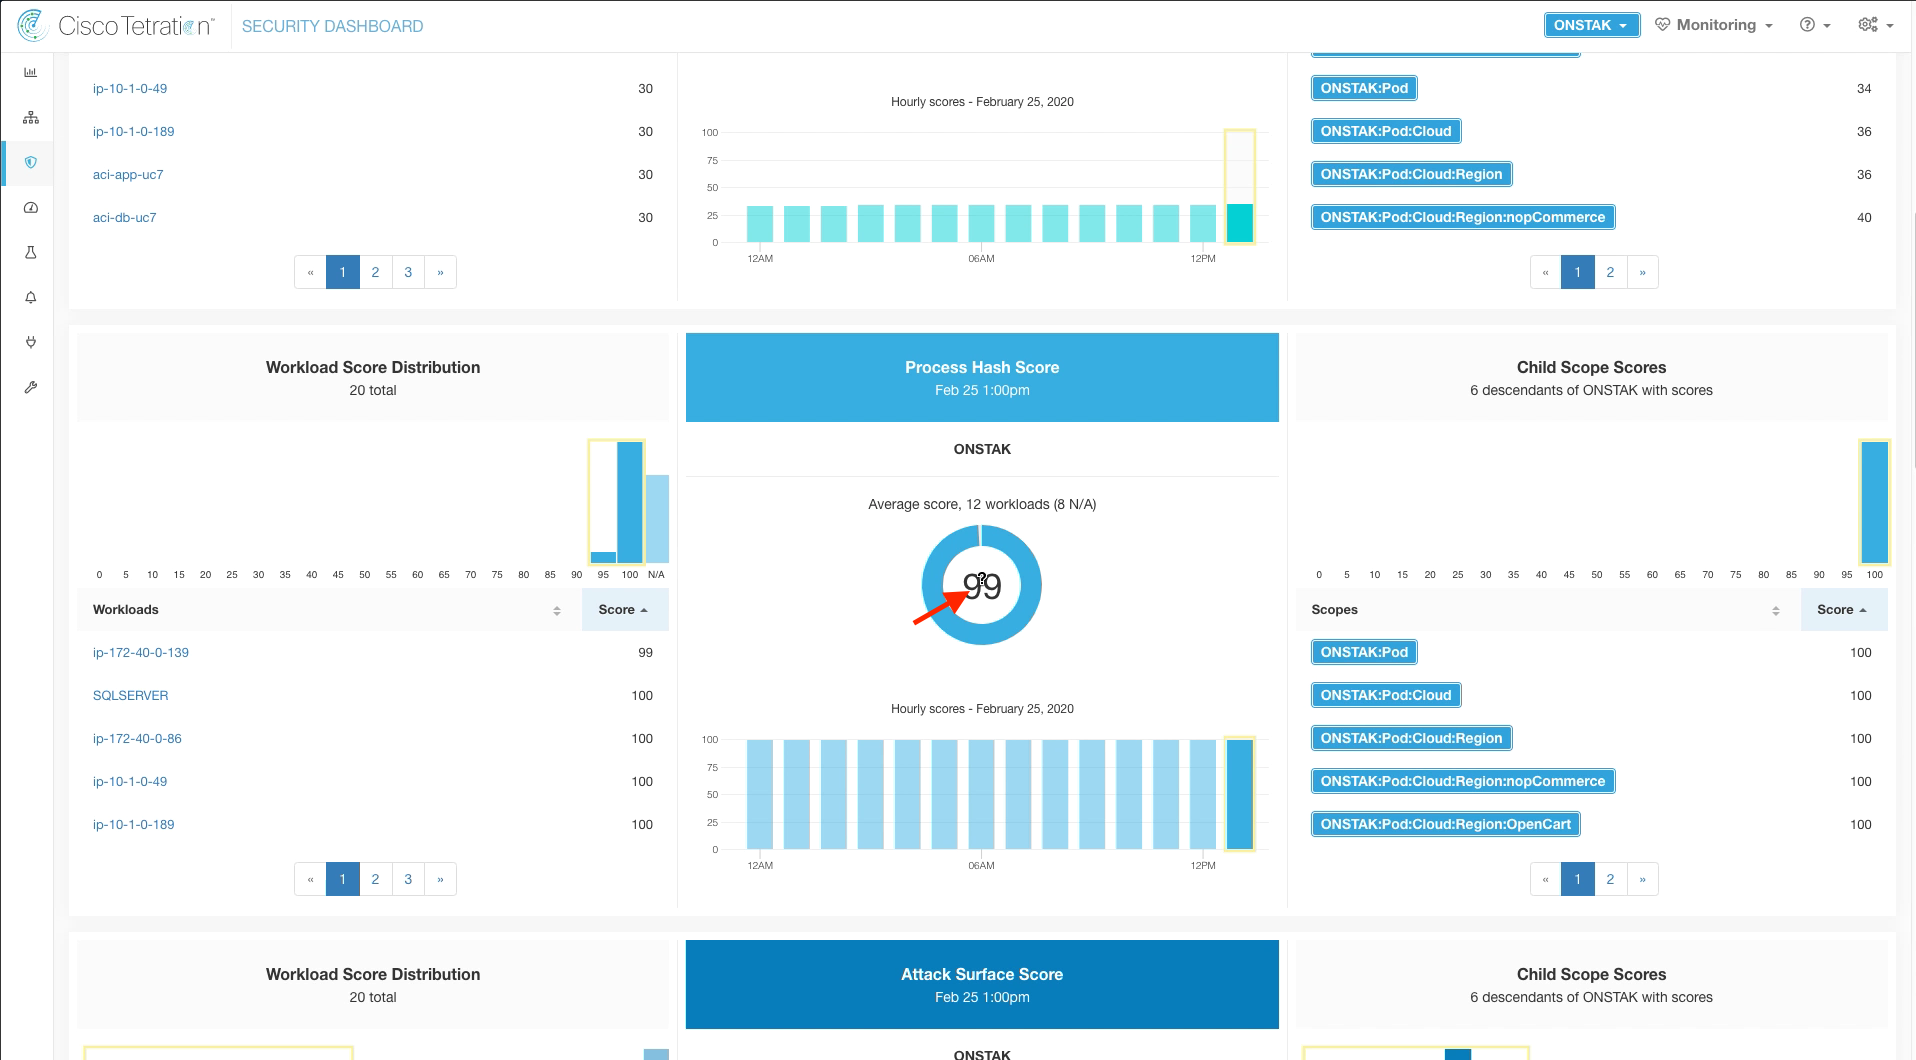 Cisco Tetration™
SECURITY DASHBOARD
ONSTAK
Monitoring
ip-10-1-0-49 30
ip-10-1-0-189 30
aci-app-uc7 30
aci-db-uc7 30
« 1 2 3 »
Hourly scores - February 25, 2020
100
75
50
25
0
12AM 06AM 12PM
ONSTAK:Pod 34
ONSTAK:Pod:Cloud 36
ONSTAK:Pod:Cloud:Region 36
ONSTAK:Pod:Cloud:Region:nopCommerce 40
« 1 2 »
Workload Score Distribution
20 total
0 5 10 15 20 25 30 35 40 45 50 55 60 65 70 75 80 85 90 95 100 N/A
Workloads Score
ip-172-40-0-139 99
SQLSERVER 100
ip-172-40-0-86 100
ip-10-1-0-49 100
ip-10-1-0-189 100
« 1 2 3 »
Process Hash Score
Feb 25 1:00pm
ONSTAK
Average score, 12 workloads (8 N/A)
99
Hourly scores - February 25, 2020
100
75
50
25
0
12AM 06AM 12PM
Child Scope Scores
6 descendants of ONSTAK with scores
0 5 10 15 20 25 30 35 40 45 50 55 60 65 70 75 80 85 90 95 100
Scopes Score
ONSTAK:Pod 100
ONSTAK:Pod:Cloud 100
ONSTAK:Pod:Cloud:Region 100
ONSTAK:Pod:Cloud:Region:nopCommerce 100
ONSTAK:Pod:Cloud:Region:OpenCart 100
« 1 2 »
Workload Score Distribution
20 total
Attack Surface Score
Feb 25 1:00pm
ONSTAK
Child Scope Scores
6 descendants of ONSTAK with scores